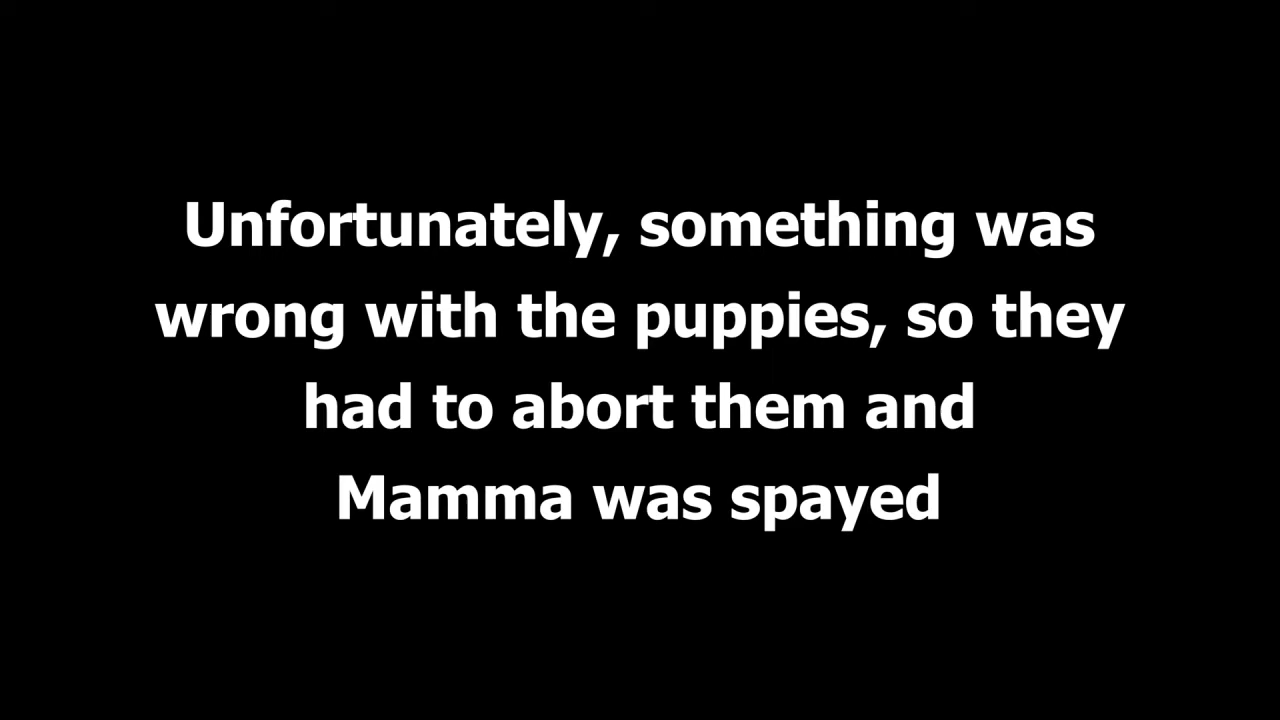 Unfortunately, something was
wrong with the puppies, so they
had to abort them and
Mamma was spayed